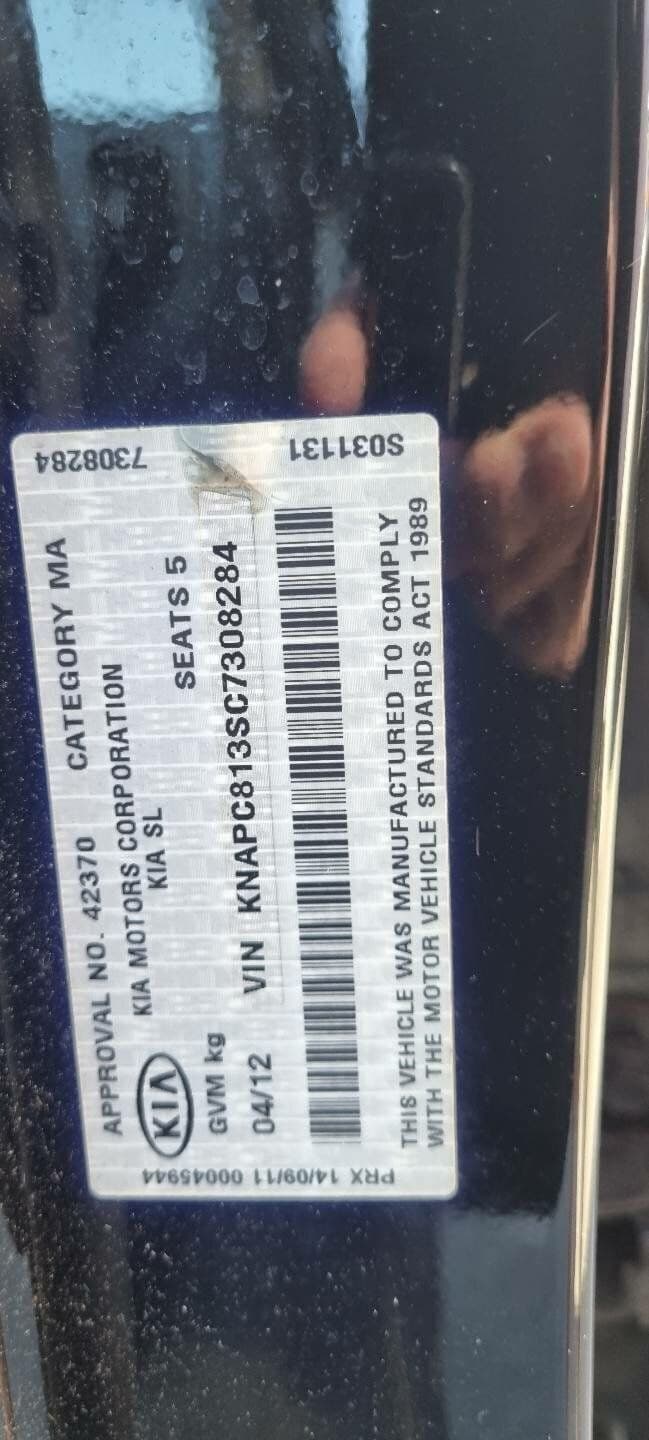 APPROVAL NO. 42370 CATEGORY MA
KIA MOTORS CORPORATION
KIA
KIA SL
SEATS 5
GVM kg
04/12 VIN KNAPC813SC7308284
THIS VEHICLE WAS MANUFACTURED TO COMPLY
WITH THE MOTOR VEHICLE STANDARDS ACT 1989
7308284
S031131
PRX 14/09/11 00045944